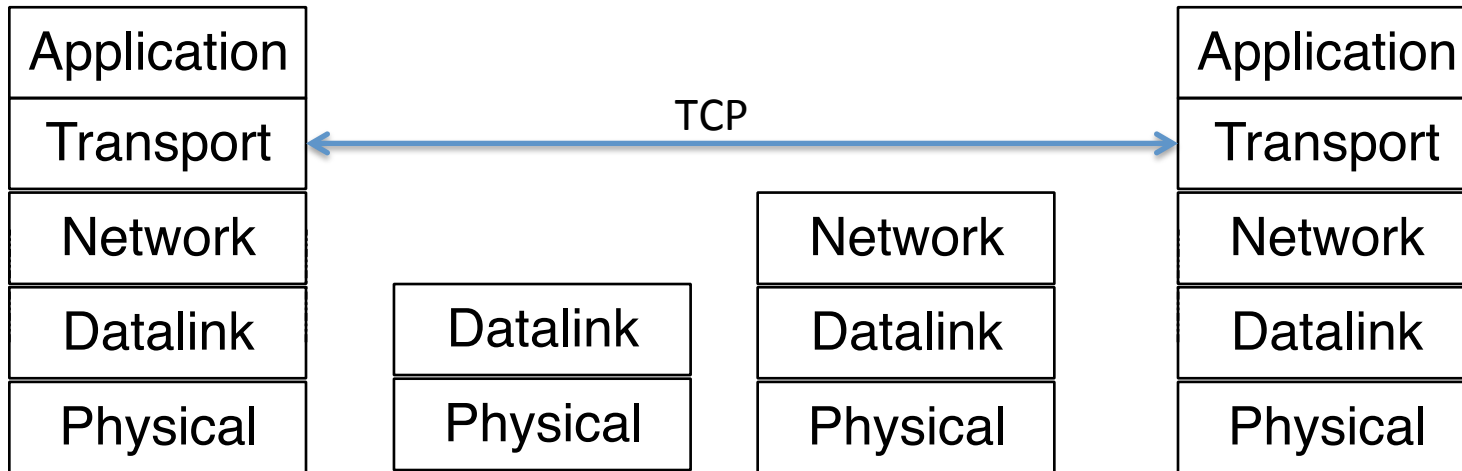 Application
Application
TCP
Transport
Transport
Network
Network
Network
Datalink
Datalink
Datalink
Datalink
Physical
Physical
Physical
Physical